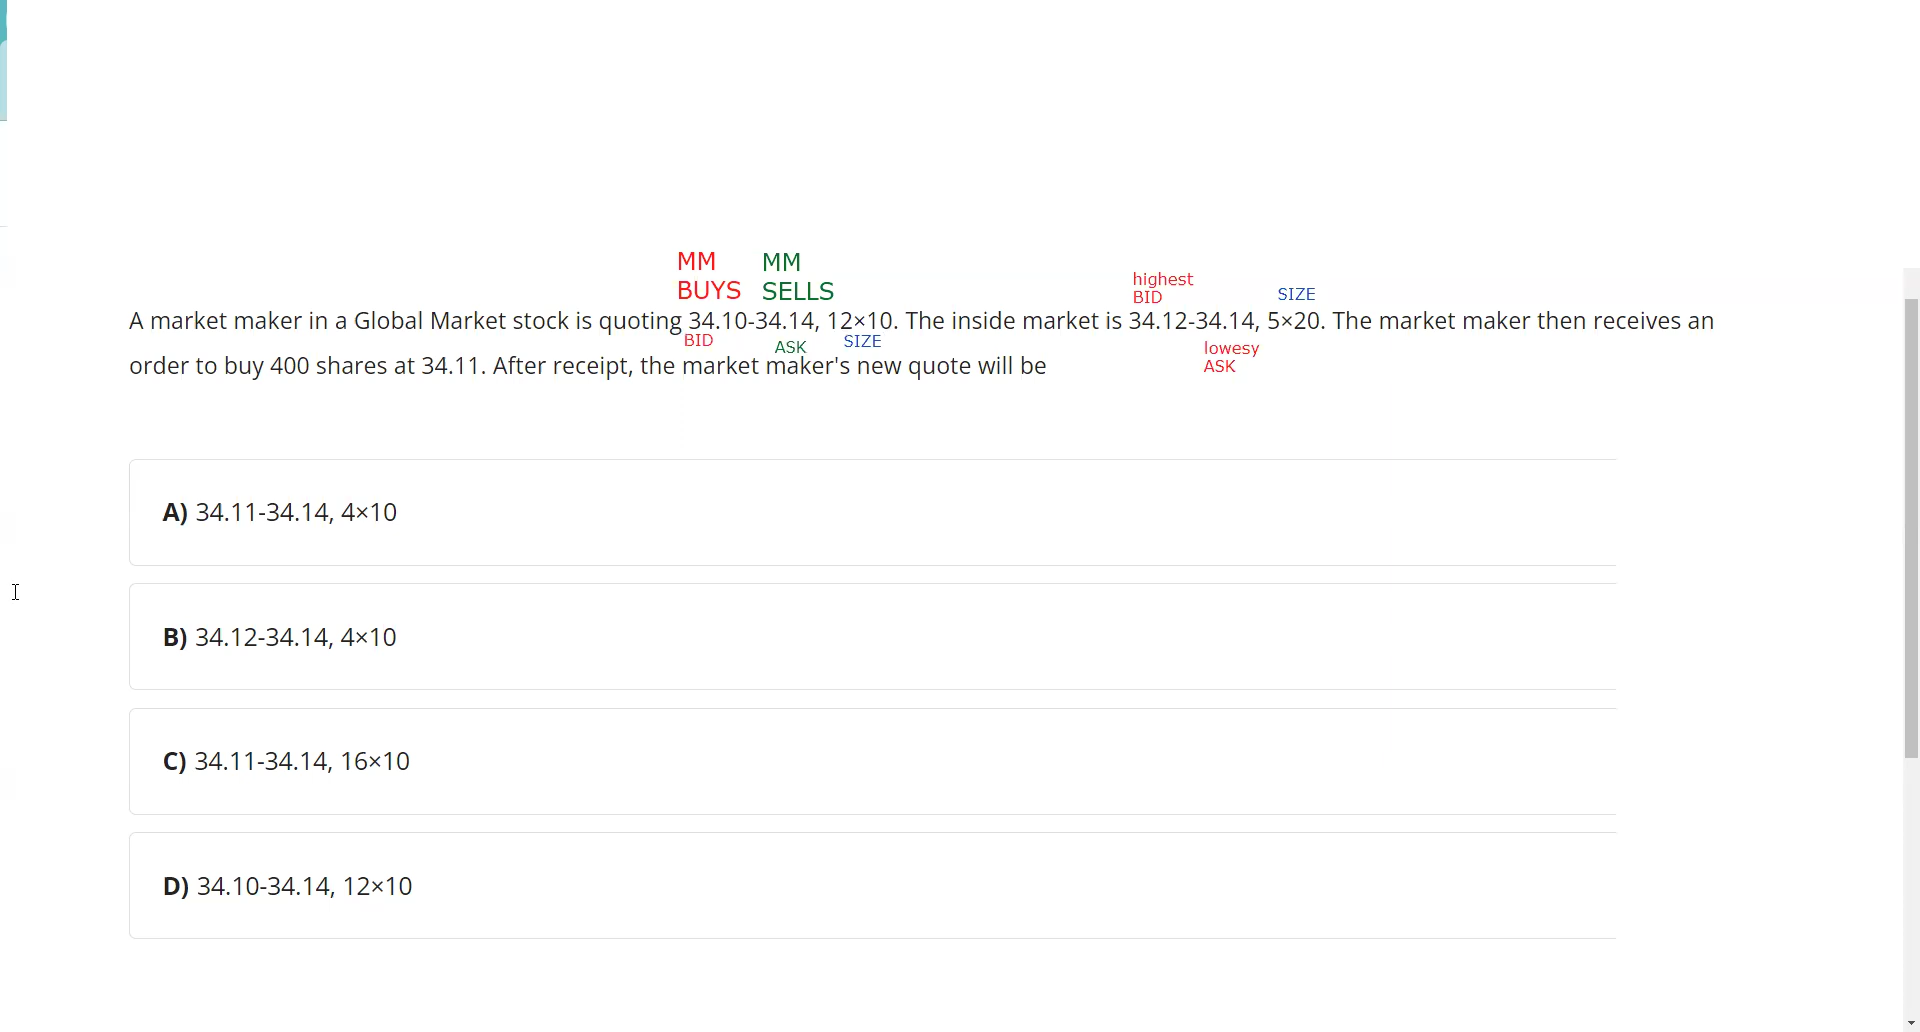 MM MM
BUYS SELLS
highest
BID SIZE
A market maker in a Global Market stock is quoting 34.10-34.14, 12×10. The inside market is 34.12-34.14, 5×20. The market maker then receives an
BID ASK SIZE lowesy
ASK
order to buy 400 shares at 34.11. After receipt, the market maker's new quote will be
A) 34.11-34.14, 4×10
B) 34.12-34.14, 4×10
C) 34.11-34.14, 16×10
D) 34.10-34.14, 12×10